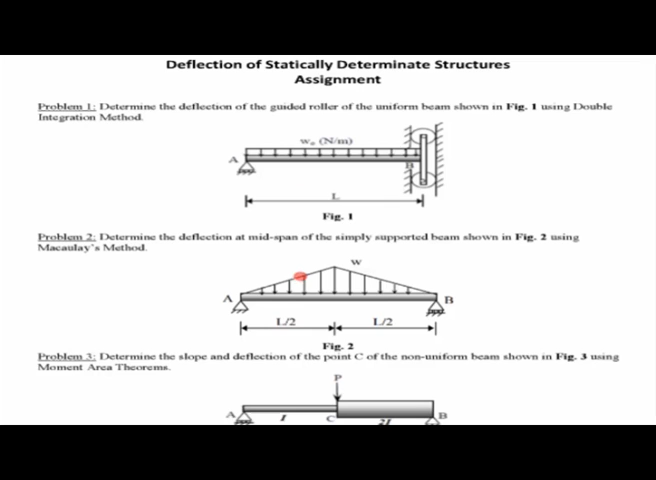 Deflection of Statically Determinate Structures
Assignment
Problem 1: Determine the deflection of the guided roller of the uniform beam shown in Fig. 1 using Double
Integration Method.
wₒ (N/m)
A
B
L
Fig. 1
Problem 2: Determine the deflection at mid-span of the simply supported beam shown in Fig. 2 using
Macaulay's Method.
w
A
B
L/2
L/2
Fig. 2
Problem 3: Determine the slope and deflection of the point C of the non-uniform beam shown in Fig. 3 using
Moment Area Theorems.
P
A
I
C
2I
B